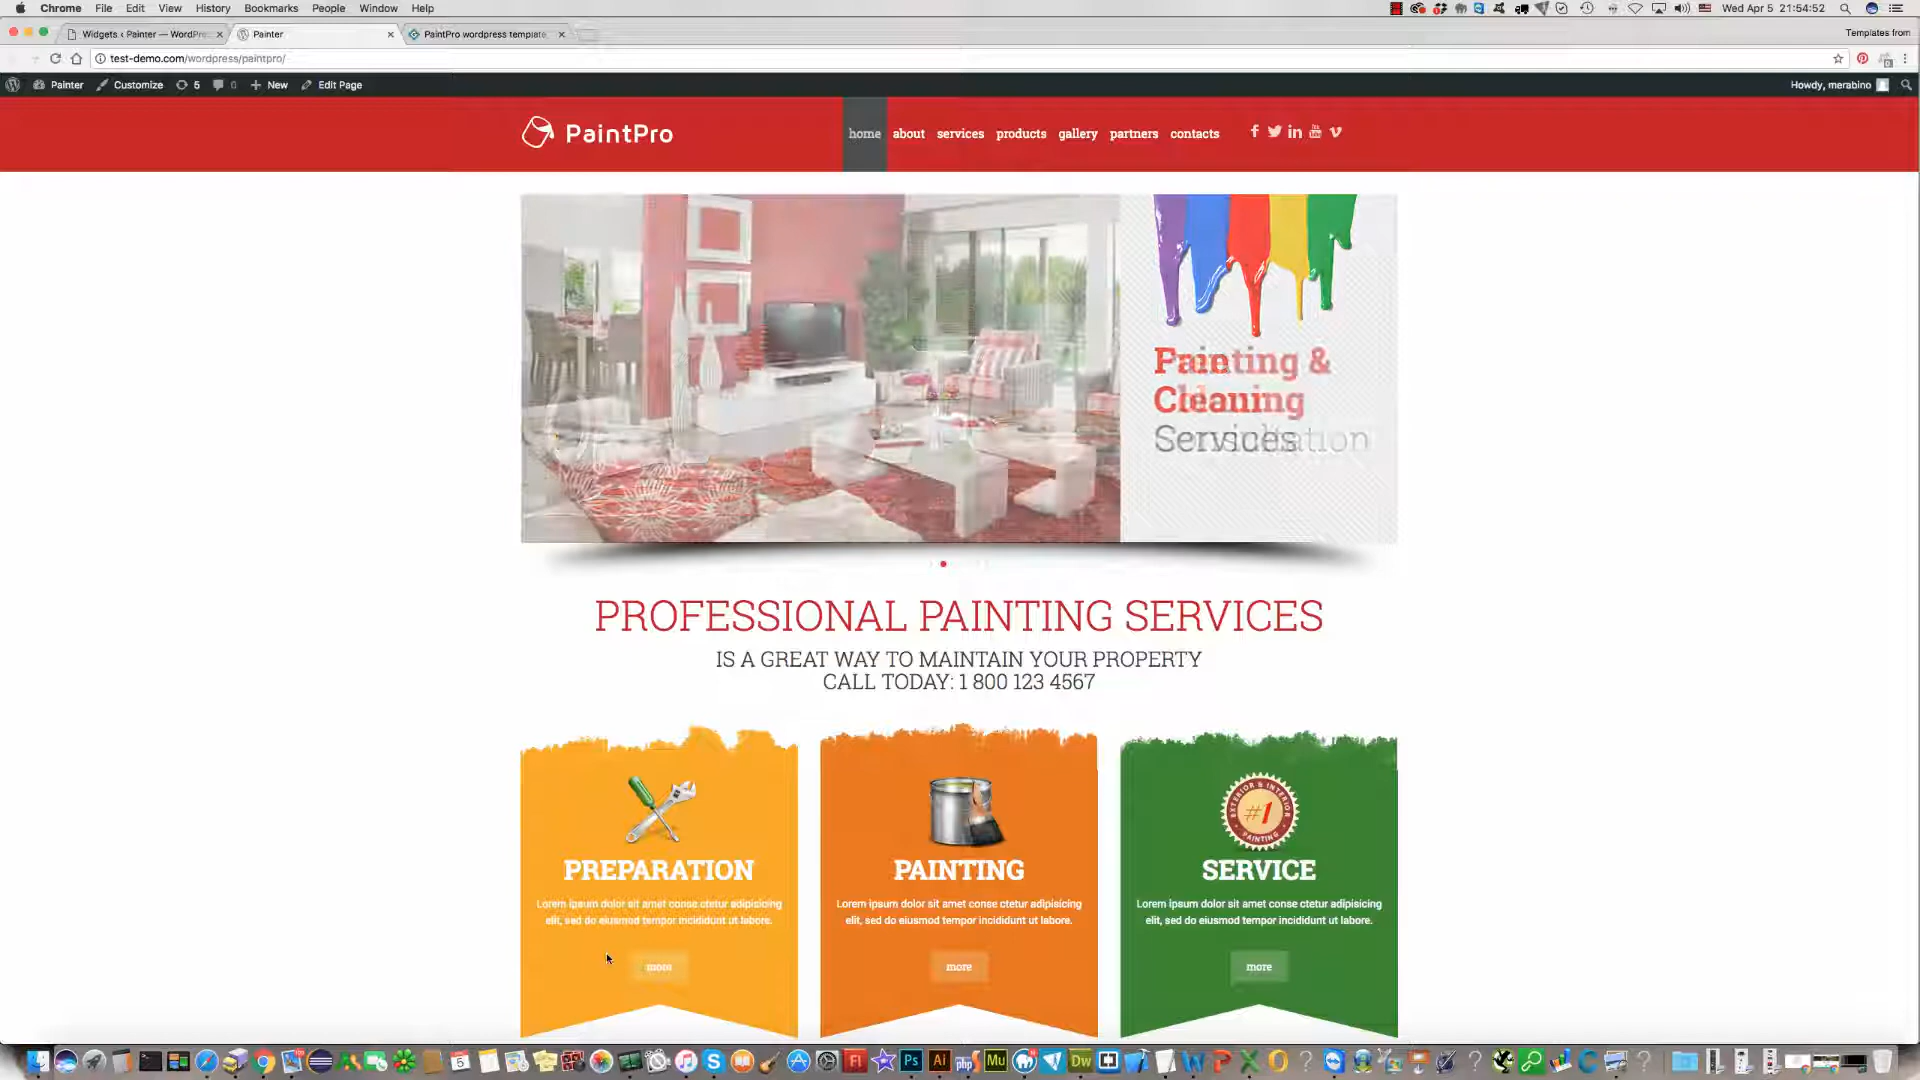 Chrome File Edit View History Bookmarks People Window Help
Wed Apr 5 21:54:52
Widgets ‹ Painter — WordPre
Painter
PaintPro wordpress template
Templates from
test-demo.com/wordpress/paintpro/
Painter Customize 5 0 New Edit Page
Howdy, merabino
PaintPro
home about services products gallery partners contacts
Painting &
Cleaning
Services
PROFESSIONAL PAINTING SERVICES
IS A GREAT WAY TO MAINTAIN YOUR PROPERTY
CALL TODAY: 1 800 123 4567
EXTERIOR & INTERIOR
#1
PAINTING
PREPARATION
Lorem ipsum dolor sit amet conse ctetur adipisicing
elit, sed do eiusmod tempor incididunt ut labore.
more
PAINTING
Lorem ipsum dolor sit amet conse ctetur adipisicing
elit, sed do eiusmod tempor incididunt ut labore.
more
SERVICE
Lorem ipsum dolor sit amet conse ctetur adipisicing
elit, sed do eiusmod tempor incididunt ut labore.
more